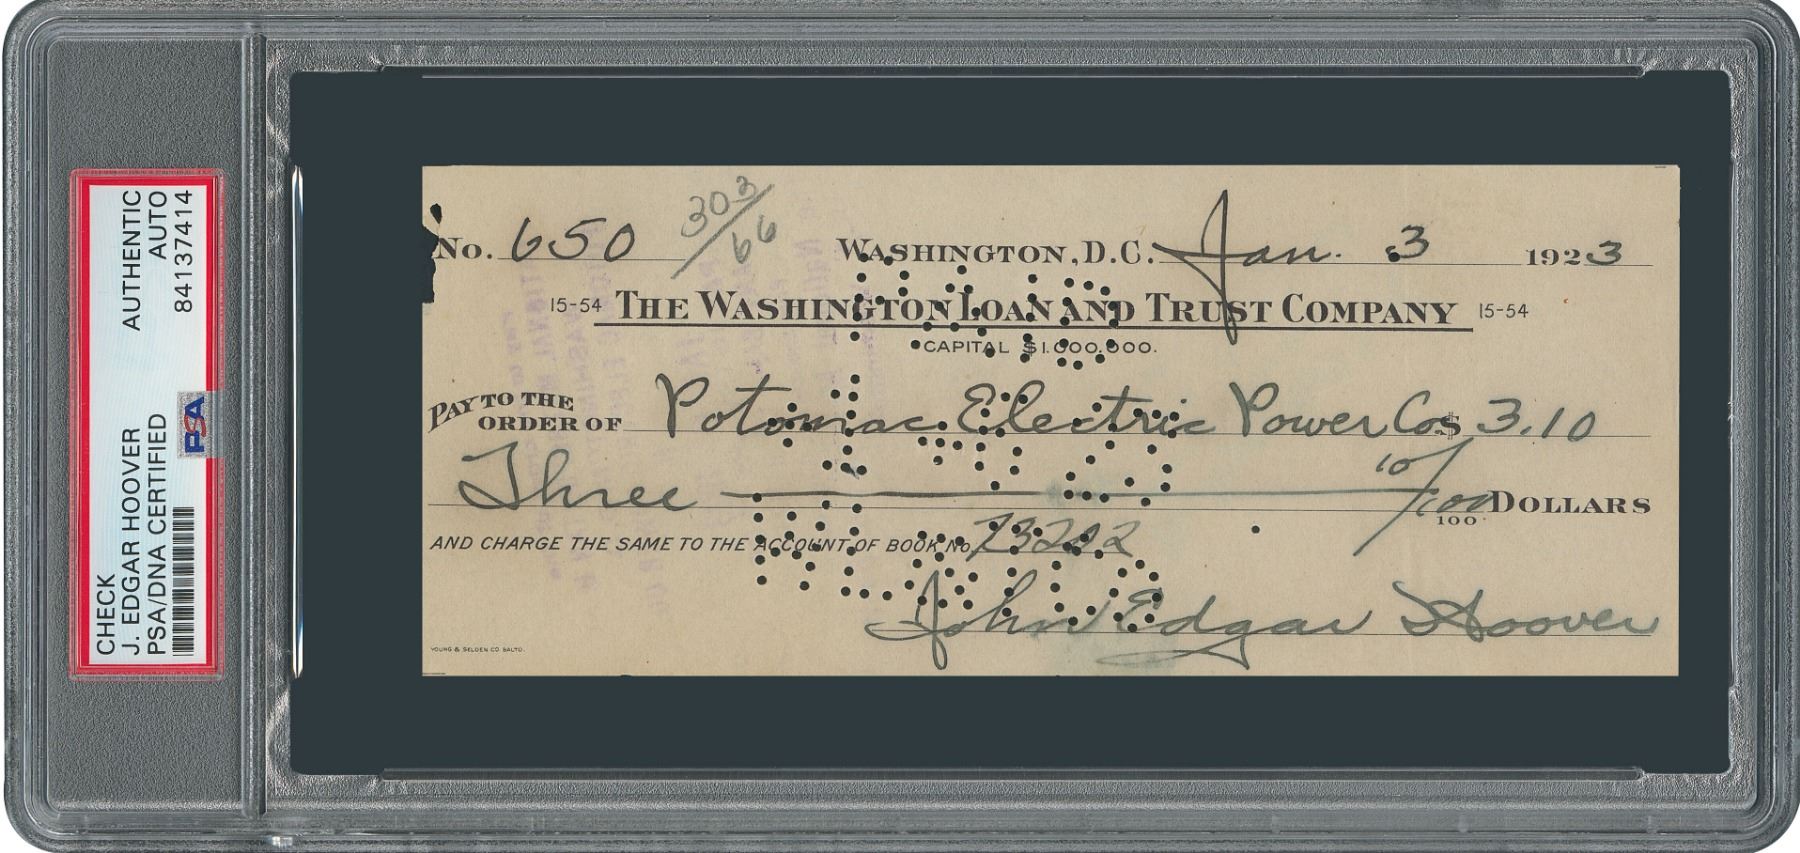 CHECK AUTHENTIC
J. EDGAR HOOVER AUTO
PSA/DNA CERTIFIED 84137414
PSA
No. 650 303/66 WASHINGTON, D.C. Jan. 3 1923
15-54 THE WASHINGTON LOAN AND TRUST COMPANY 15-54
CAPITAL $1.000.000.
PAY TO THE
ORDER OF Potomac Electric Power Co $ 3.10
Three 10/100 DOLLARS
100
AND CHARGE THE SAME TO THE ACCOUNT OF BOOK No 73202
John Edgar Hoover
YOUNG & SELDEN CO BALTO.